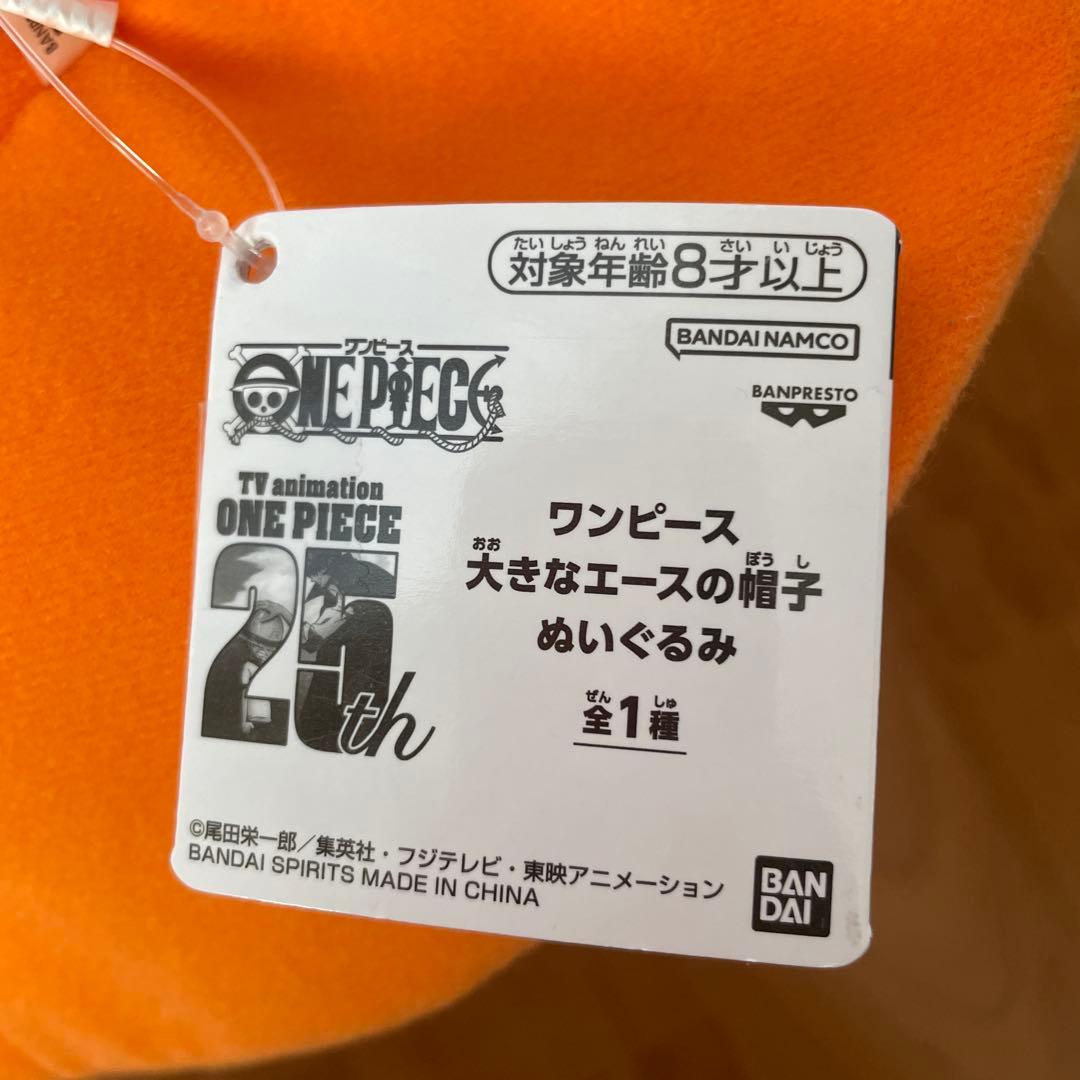 BAND
たいしょうねんれい さいいじょう
対象年齢8才以上
BANDAI NAMCO
BANPRESTO
ワンピース
ONE PIECE
TV animation
ONE PIECE
25th
ワンピース
おお ぼうし
大きなエースの帽子
ぬいぐるみ
ぜん しゅ
全1種
©尾田栄一郎/集英社・フジテレビ・東映アニメーション
BANDAI SPIRITS MADE IN CHINA
BAN
DAI